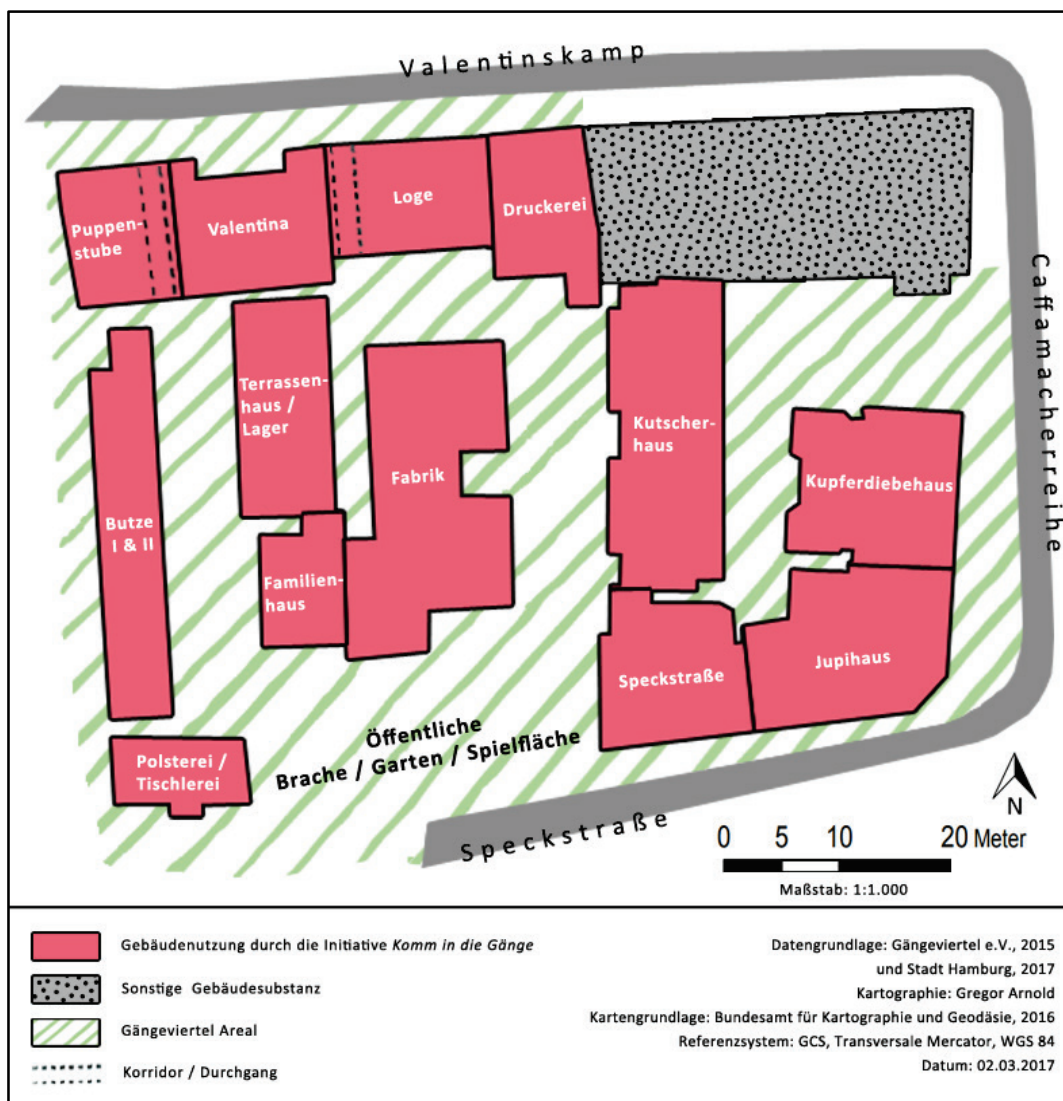 Valentinskamp
Caffamacherreihe
Puppen-
stube
Valentina
Loge
Druckerei
Terrassen-
haus /
Lager
Fabrik
Kutscher-
haus
Kupferdiebehaus
Butze
I & II
Familien-
haus
Speckstraße
Jupihaus
Polsterei /
Tischlerei
Öffentliche
Brache / Garten / Spielfläche
Speckstraße
N
0 5 10 20 Meter
Maßstab: 1:1.000
Gebäudenutzung durch die Initiative Komm in die Gänge
Sonstige Gebäudesubstanz
Gängeviertel Areal
Korridor / Durchgang
Datengrundlage: Gängeviertel e.V., 2015
und Stadt Hamburg, 2017
Kartographie: Gregor Arnold
Kartengrundlage: Bundesamt für Kartographie und Geodäsie, 2016
Referenzsystem: GCS, Transversale Mercator, WGS 84
Datum: 02.03.2017